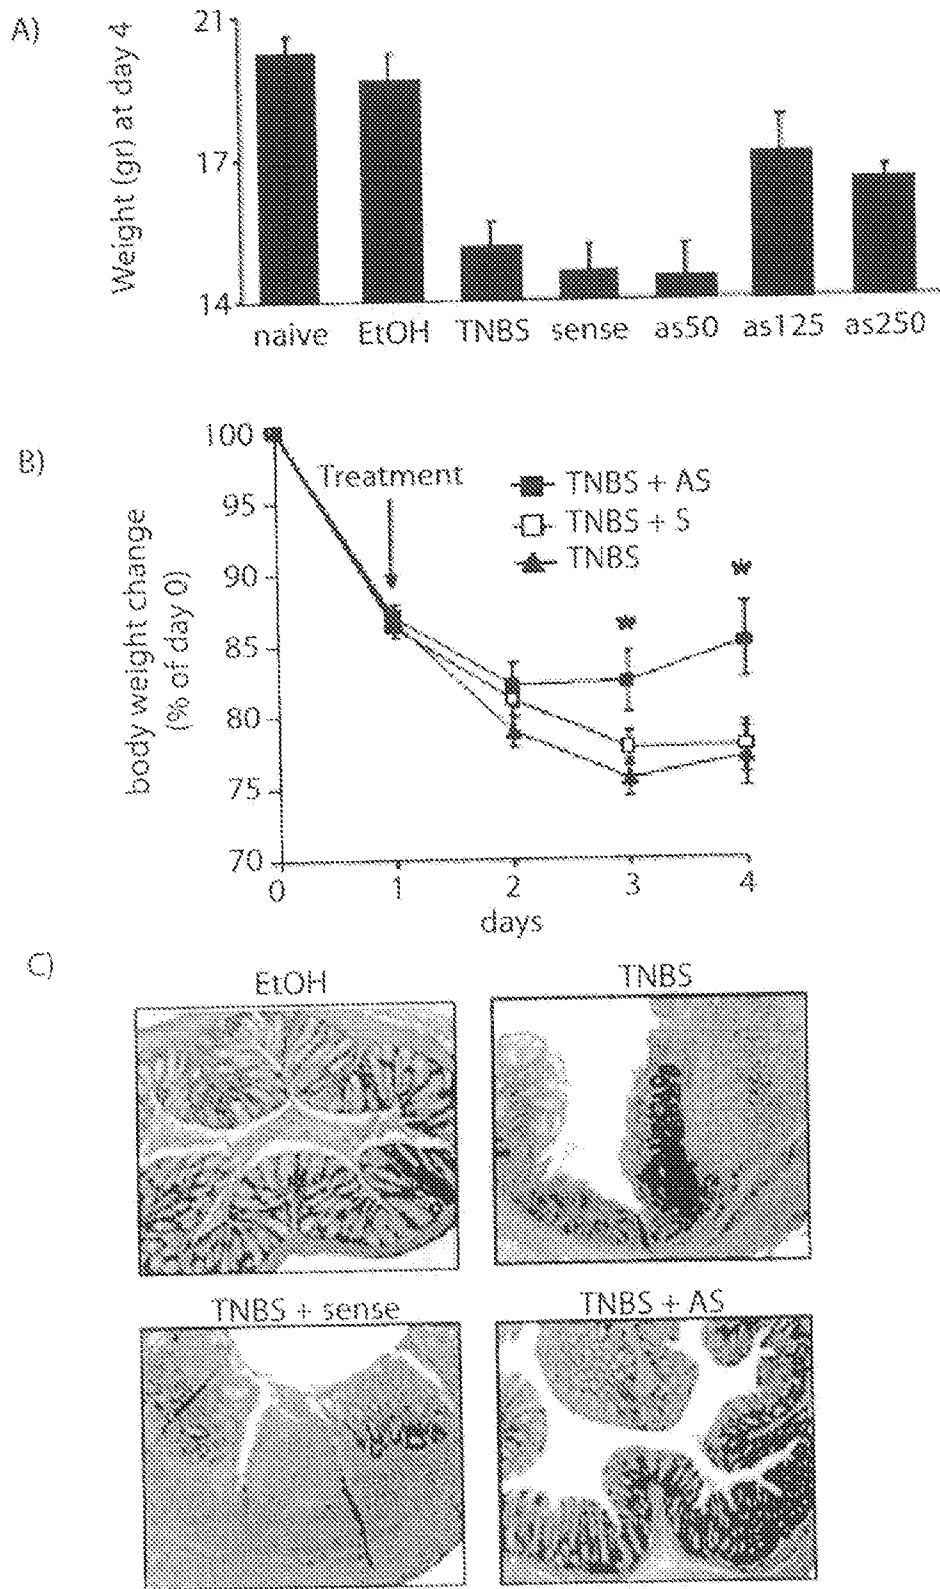 A)
Weight (gr) at day 4
21
17
14
naive EtOH TNBS sense as50 as125 as250
B)
body weight change
(% of day 0)
100
95
90
85
80
75
70
Treatment
TNBS + AS
TNBS + S
TNBS
*
*
0 1 2 3 4
days
C)
EtOH TNBS
TNBS + sense TNBS + AS